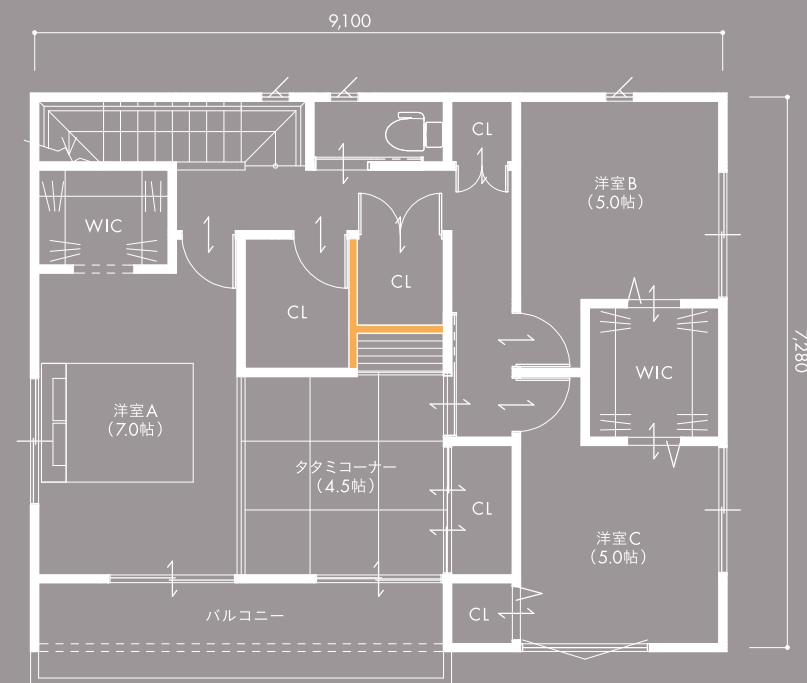 9,100
CL
洋室B
（5.0帖）
WIC
CL
CL
7,280
WIC
洋室A
（7.0帖）
タタミコーナー
（4.5帖）
CL
洋室C
（5.0帖）
バルコニー
CL